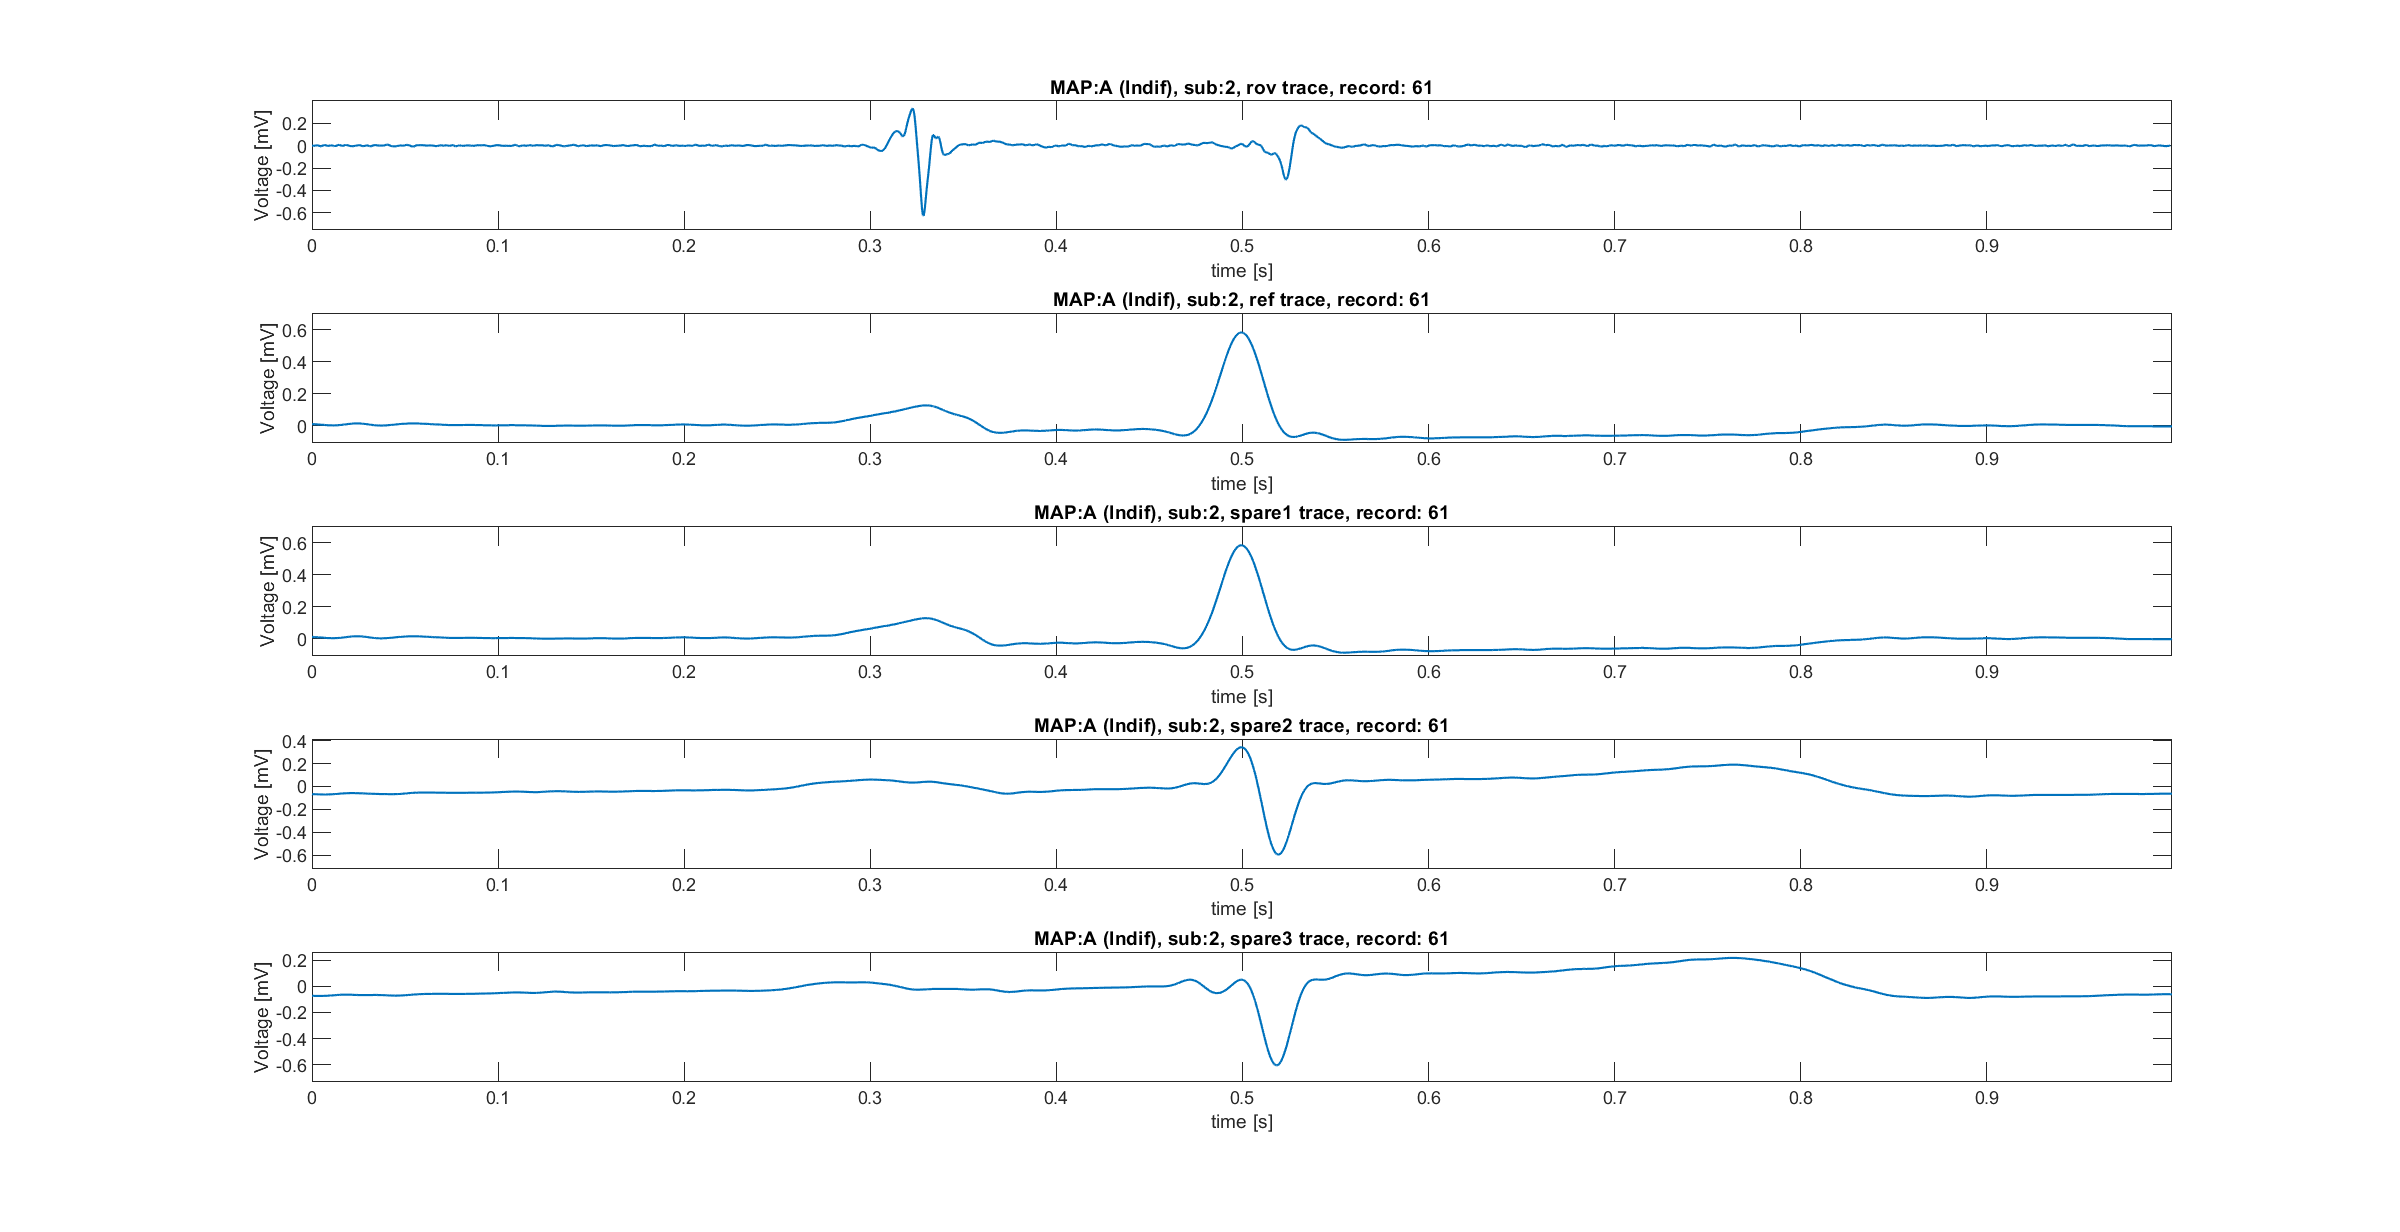 MAP:A (Indif), sub:2, rov trace, record: 61
Voltage [mV]
0.2
0
-0.2
-0.4
-0.6
0 0.1 0.2 0.3 0.4 0.5 0.6 0.7 0.8 0.9
time [s]
MAP:A (Indif), sub:2, ref trace, record: 61
Voltage [mV]
0.6
0.4
0.2
0
0 0.1 0.2 0.3 0.4 0.5 0.6 0.7 0.8 0.9
time [s]
MAP:A (Indif), sub:2, spare1 trace, record: 61
Voltage [mV]
0.6
0.4
0.2
0
0 0.1 0.2 0.3 0.4 0.5 0.6 0.7 0.8 0.9
time [s]
MAP:A (Indif), sub:2, spare2 trace, record: 61
Voltage [mV]
0.4
0.2
0
-0.2
-0.4
-0.6
0 0.1 0.2 0.3 0.4 0.5 0.6 0.7 0.8 0.9
time [s]
MAP:A (Indif), sub:2, spare3 trace, record: 61
Voltage [mV]
0.2
0
-0.2
-0.4
-0.6
0 0.1 0.2 0.3 0.4 0.5 0.6 0.7 0.8 0.9
time [s]